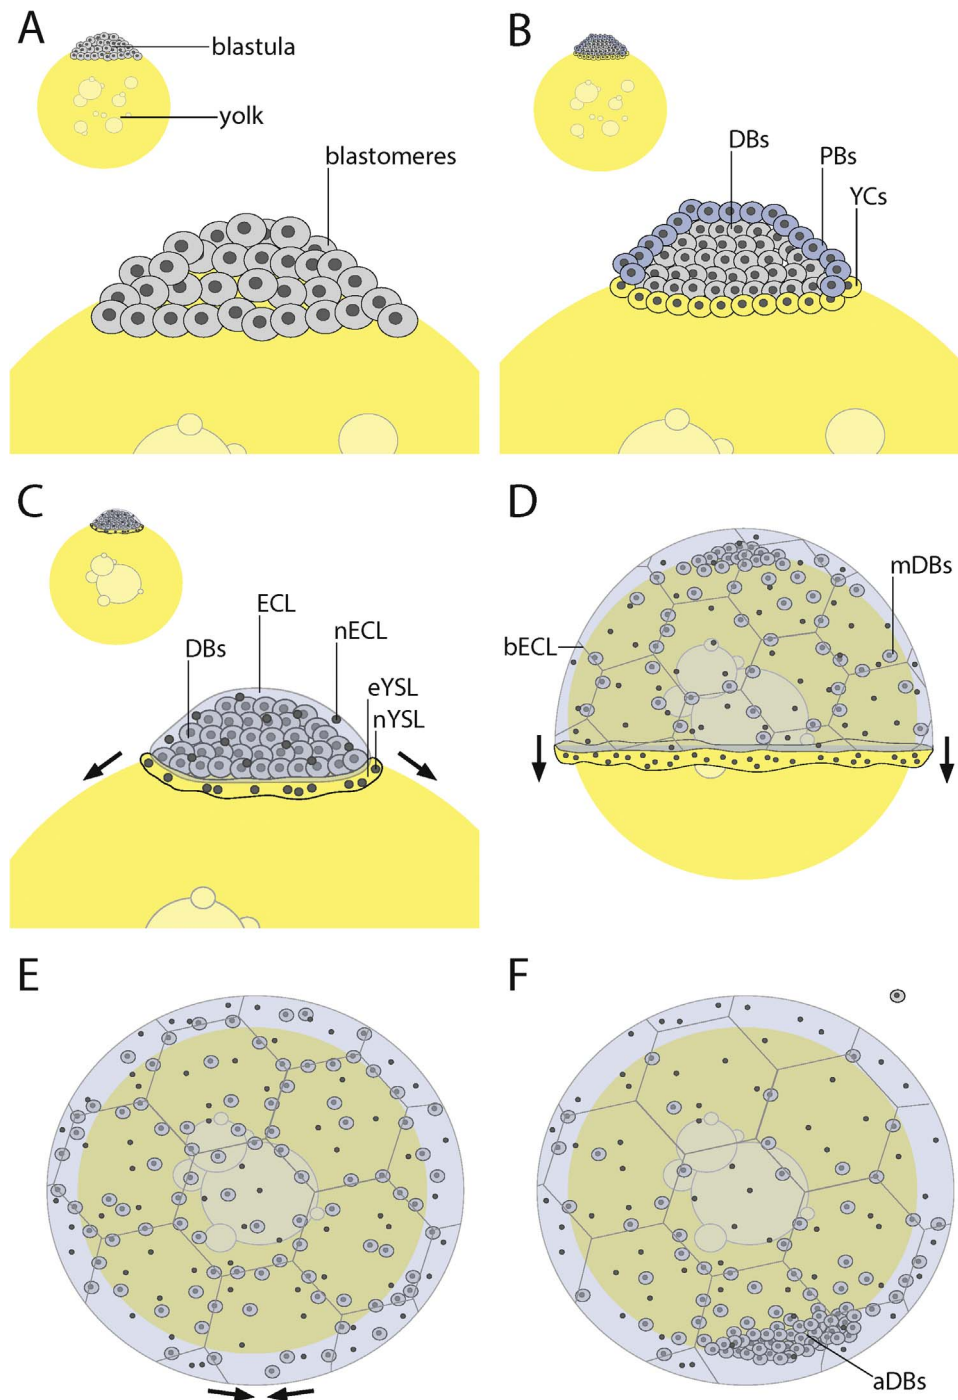 A
blastula
yolk
blastomeres
B
DBs
PBs
YCs
C
ECL
nECL
DBs
eYSL
nYSL
D
mDBs
bECL
E
F
aDBs